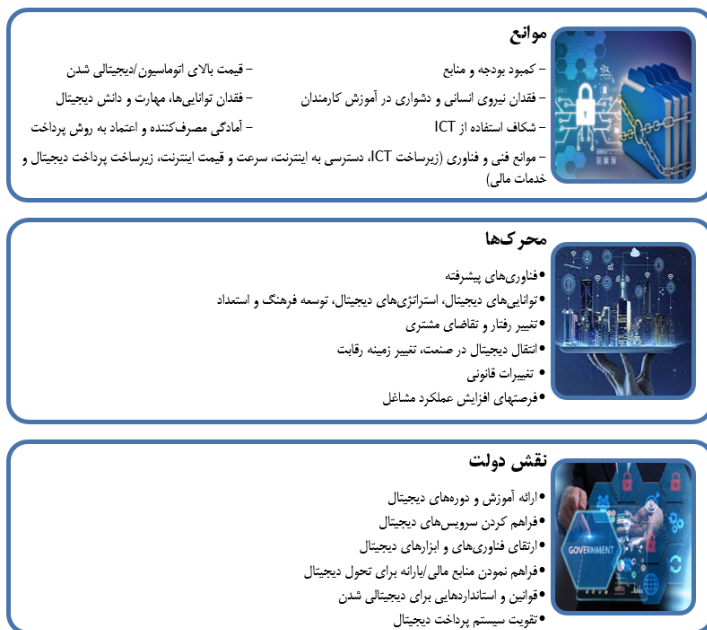 موانع
- کمبود بودجه و منابع - قیمت بالای اتوماسیون/دیجیتالی شدن
- فقدان نیروی انسانی و دشواری در آموزش کارمندان - فقدان توانایی‌ها، مهارت و دانش دیجیتال
- شکاف استفاده از ICT - آمادگی مصرف‌کننده و اعتماد به روش پرداخت
- موانع فنی و فناوری (زیرساخت ICT، دسترسی به اینترنت، سرعت و قیمت اینترنت، زیرساخت پرداخت دیجیتال و
خدمات مالی)
محرک‌ها
•فناوری‌های پیشرفته
•توانایی‌های دیجیتال، استراتژی‌های دیجیتال، توسعه فرهنگ و استعداد
•تغییر رفتار و تقاضای مشتری
•انتقال دیجیتال در صنعت، تغییر زمینه رقابت
• تغییرات قانونی
•فرصتهای افزایش عملکرد مشاغل
نقش دولت
•ارائه آموزش و دوره‌های دیجیتال
•فراهم کردن سرویس‌های دیجیتال
•ارتقای فناوری‌های و ابزارهای دیجیتال
•فراهم نمودن منابع مالی/یارانه برای تحول دیجیتال
•قوانین و استانداردهایی برای دیجیتالی شدن
•تقویت سیستم پرداخت دیجیتال
GOVERNMENT